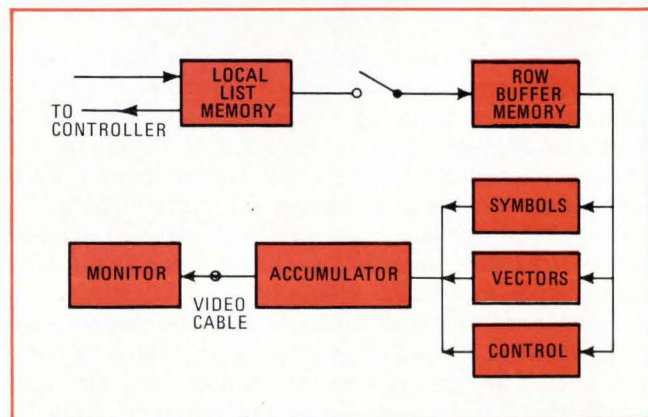 LOCAL
LIST
MEMORY
ROW
BUFFER
MEMORY
TO
CONTROLLER
SYMBOLS
MONITOR
ACCUMULATOR
VECTORS
VIDEO
CABLE
CONTROL